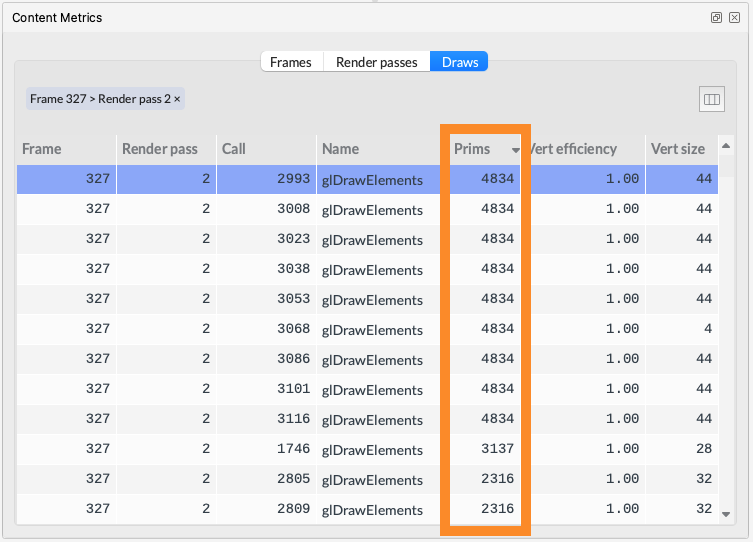 Content Metrics
Frames Render passes Draws
Frame 327 > Render pass 2 ×
Frame Render pass Call Name Prims Vert efficiency Vert size
327 2 2993 glDrawElements 4834 1.00 44
327 2 3008 glDrawElements 4834 1.00 44
327 2 3023 glDrawElements 4834 1.00 44
327 2 3038 glDrawElements 4834 1.00 44
327 2 3053 glDrawElements 4834 1.00 44
327 2 3068 glDrawElements 4834 1.00 4
327 2 3086 glDrawElements 4834 1.00 44
327 2 3101 glDrawElements 4834 1.00 44
327 2 3116 glDrawElements 4834 1.00 44
327 2 1746 glDrawElements 3137 1.00 28
327 2 2805 glDrawElements 2316 1.00 32
327 2 2809 glDrawElements 2316 1.00 32